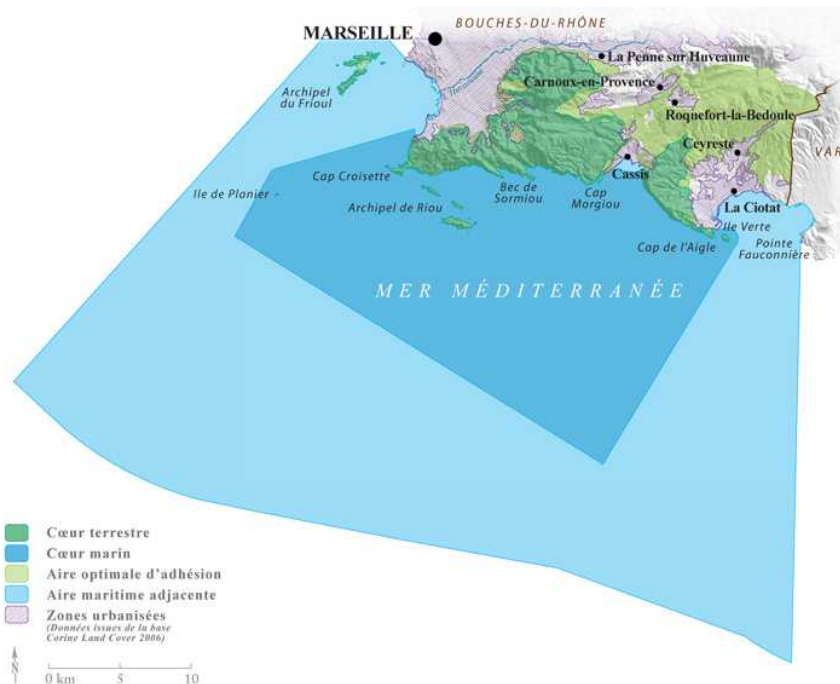 BOUCHES-DU-RHÔNE
MARSEILLE
La Penne sur Huveaune
Carnoux-en-Provence
Archipel
du Frioul
Roquefort-la-Bedoule
Ceyreste
VAR
Cap Croisette
Cassis
Ile de Planier
Bec de
Sormiou
Cap
Morgiou
La Ciotat
Archipel de Riou
Ile Verte
Cap de l'Aigle
Pointe
Fauconnière
MER MÉDITERRANÉE
Cœur terrestre
Cœur marin
Aire optimale d'adhésion
Aire maritime adjacente
Zones urbanisées
(Données issues de la base
Corine Land Cover 2006)
N
0 km 5 10